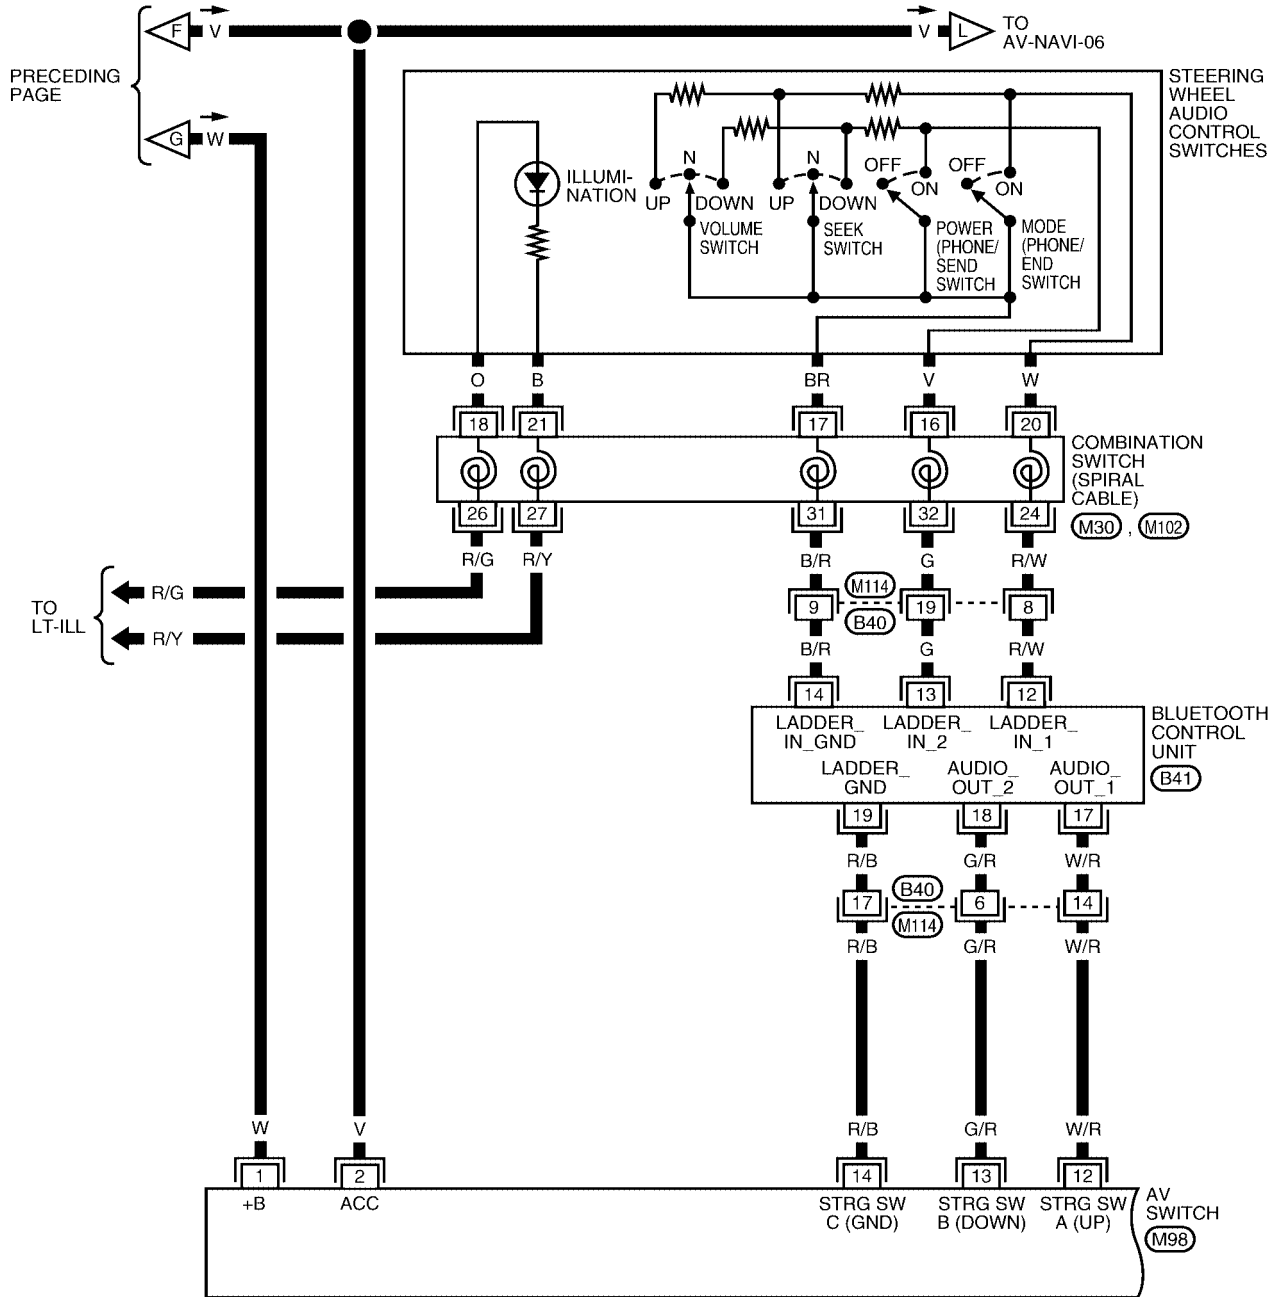 F V V L TO
AV-NAVI-06
PRECEDING
PAGE
G W
STEERING
WHEEL
AUDIO
CONTROL
SWITCHES
ILLUMI-
NATION
N N OFF OFF
UP DOWN UP DOWN ON ON
VOLUME
SWITCH
SEEK
SWITCH
POWER
(PHONE/
SEND
SWITCH
MODE
(PHONE/
END
SWITCH
O B BR V W
18 21 17 16 20
COMBINATION
SWITCH
(SPIRAL
CABLE)
M30 , M102
26 27 31 32 24
R/G R/Y B/R G R/W
TO
LT-ILL
R/G
R/Y
M114
9 19 8
B40
B/R G R/W
14 13 12
LADDER_
IN_GND
LADDER_
IN_2
LADDER_
IN_1
LADDER_
GND
AUDIO_
OUT_2
AUDIO_
OUT_1
BLUETOOTH
CONTROL
UNIT
B41
19 18 17
R/B G/R W/R
B40
17 6 14
M114
R/B G/R W/R
W V R/B G/R W/R
1 2 14 13 12
+B ACC
STRG SW
C (GND)
STRG SW
B (DOWN)
STRG SW
A (UP)
AV
SWITCH
M98